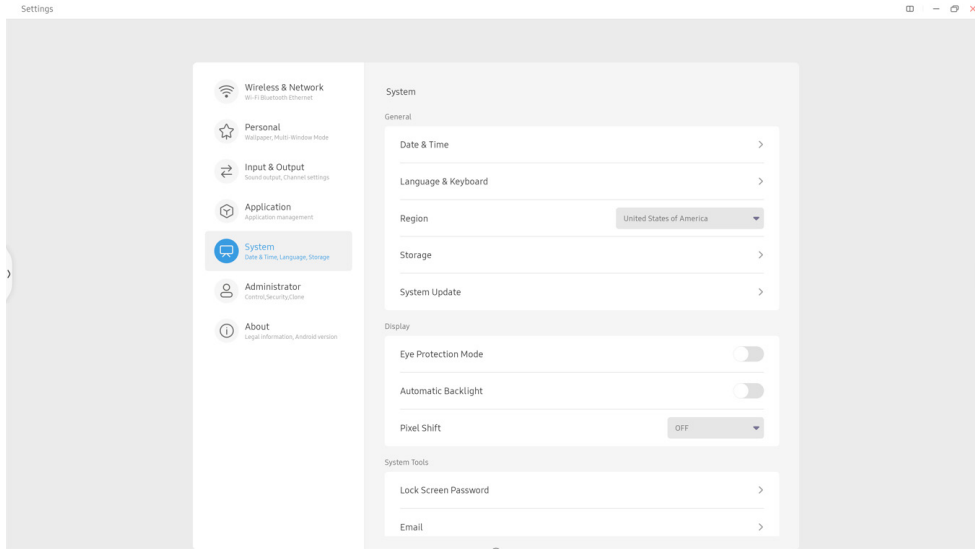 Settings
Wireless & Network
Wi-Fi Bluetooth Ethernet
Personal
Wallpaper, Multi-Window Mode
Input & Output
Sound output, Channel settings
Application
Application management
System
Date & Time, Language, Storage
Administrator
Control,Security,Clone
About
Legal information, Android version
System
General
Date & Time
Language & Keyboard
Region
United States of America
Storage
System Update
Display
Eye Protection Mode
Automatic Backlight
Pixel Shift
OFF
System Tools
Lock Screen Password
Email